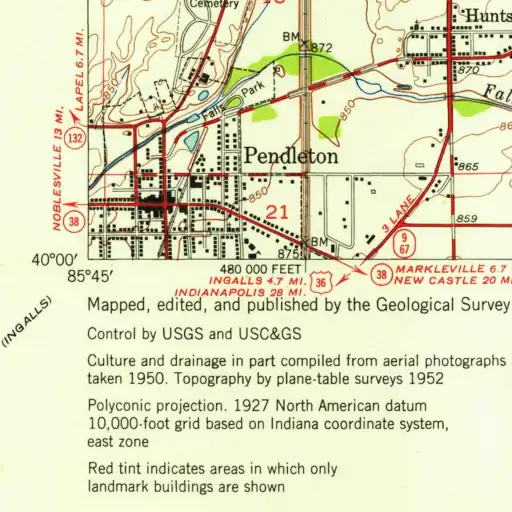 Cemetery
Hunts
BM
872
870
LAPEL 6.7 MI.
850
Falls Park
850
Fal
132
NOBLESVILLE 13 MI.
Pendleton
865
850
38
21
3 LANE
859
9
67
BM
875
40°00'
85°45'
480 000 FEET
INGALLS 4.7 MI.
INDIANAPOLIS 28 MI.
36
38
MARKLEVILLE 6.7
NEW CASTLE 20 M
(INGALLS)
Mapped, edited, and published by the Geological Survey
Control by USGS and USC&GS
Culture and drainage in part compiled from aerial photographs
taken 1950. Topography by plane-table surveys 1952
Polyconic projection. 1927 North American datum
10,000-foot grid based on Indiana coordinate system,
east zone
Red tint indicates areas in which only
landmark buildings are shown